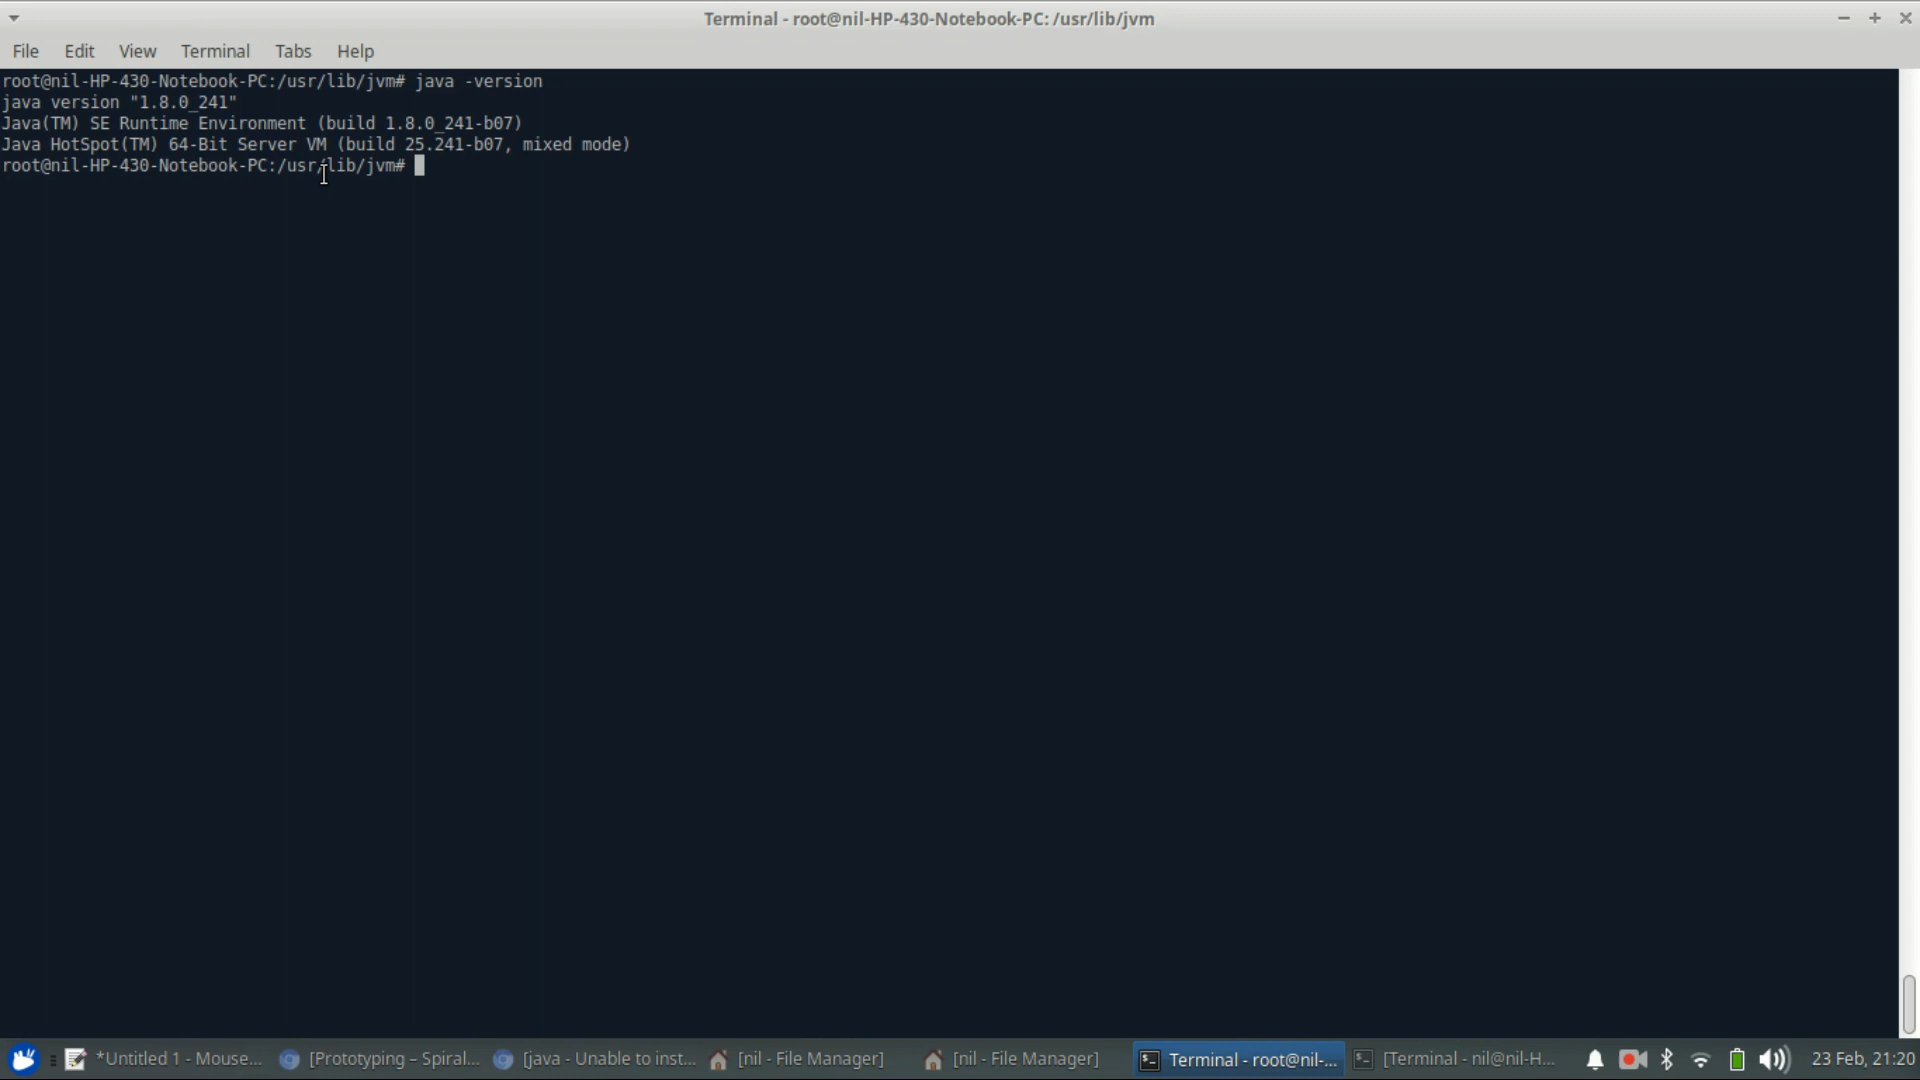 Terminal - root@nil-HP-430-Notebook-PC: /usr/lib/jvm
File Edit View Terminal Tabs Help
root@nil-HP-430-Notebook-PC:/usr/lib/jvm# java -version
java version "1.8.0_241"
Java(TM) SE Runtime Environment (build 1.8.0_241-b07)
Java HotSpot(TM) 64-Bit Server VM (build 25.241-b07, mixed mode)
root@nil-HP-430-Notebook-PC:/usr/lib/jvm#
*Untitled 1 - Mouse... [Prototyping – Spiral... [java - Unable to inst... [nil - File Manager] [nil - File Manager] Terminal - root@nil-... [Terminal - nil@nil-H... 23 Feb, 21:20